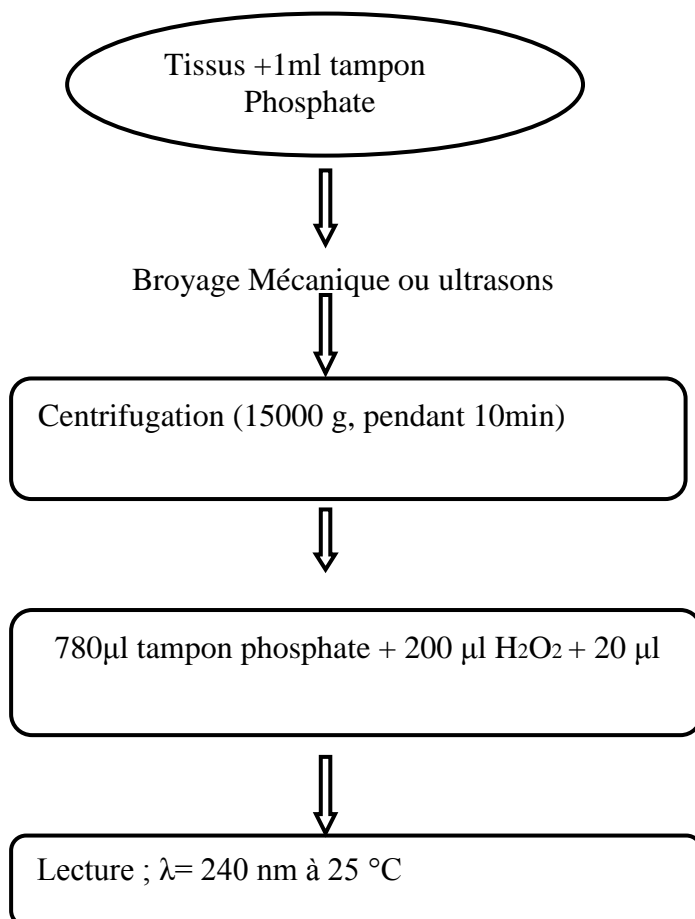 Tissus +1ml tampon
Phosphate
Broyage Mécanique ou ultrasons
Centrifugation (15000 g, pendant 10min)
780µl tampon phosphate + 200 µl H₂O₂ + 20 µl
Lecture ; λ= 240 nm à 25 °C